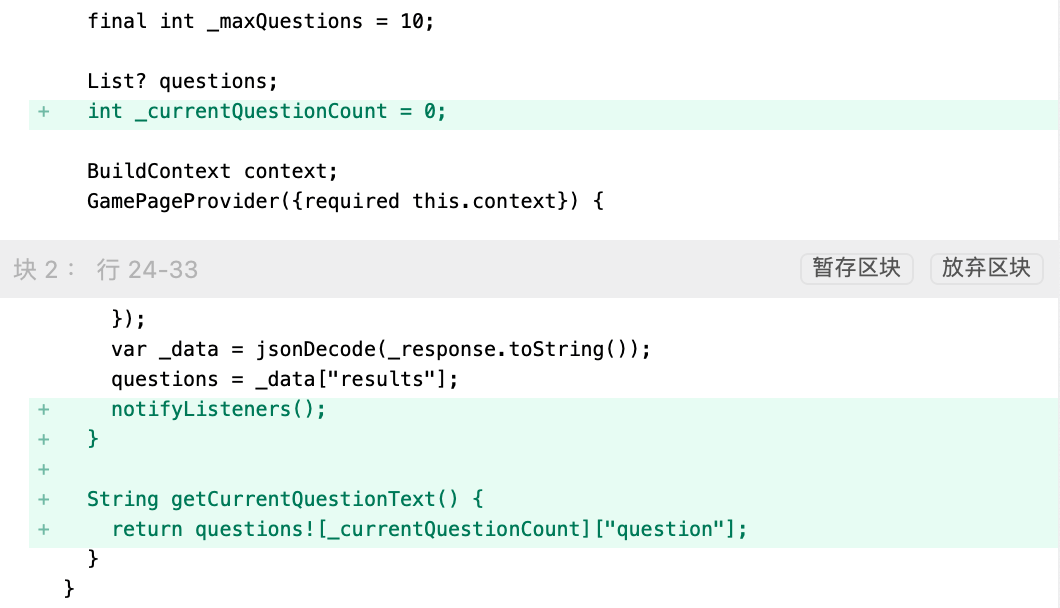 final int _maxQuestions = 10;
List? questions;
+ int _currentQuestionCount = 0;
BuildContext context;
GamePageProvider({required this.context}) {
块 2： 行 24-33 暂存区块 放弃区块
});
var _data = jsonDecode(_response.toString());
questions = _data["results"];
+ notifyListeners();
+ }
+
+ String getCurrentQuestionText() {
+ return questions![_currentQuestionCount]["question"];
}
}